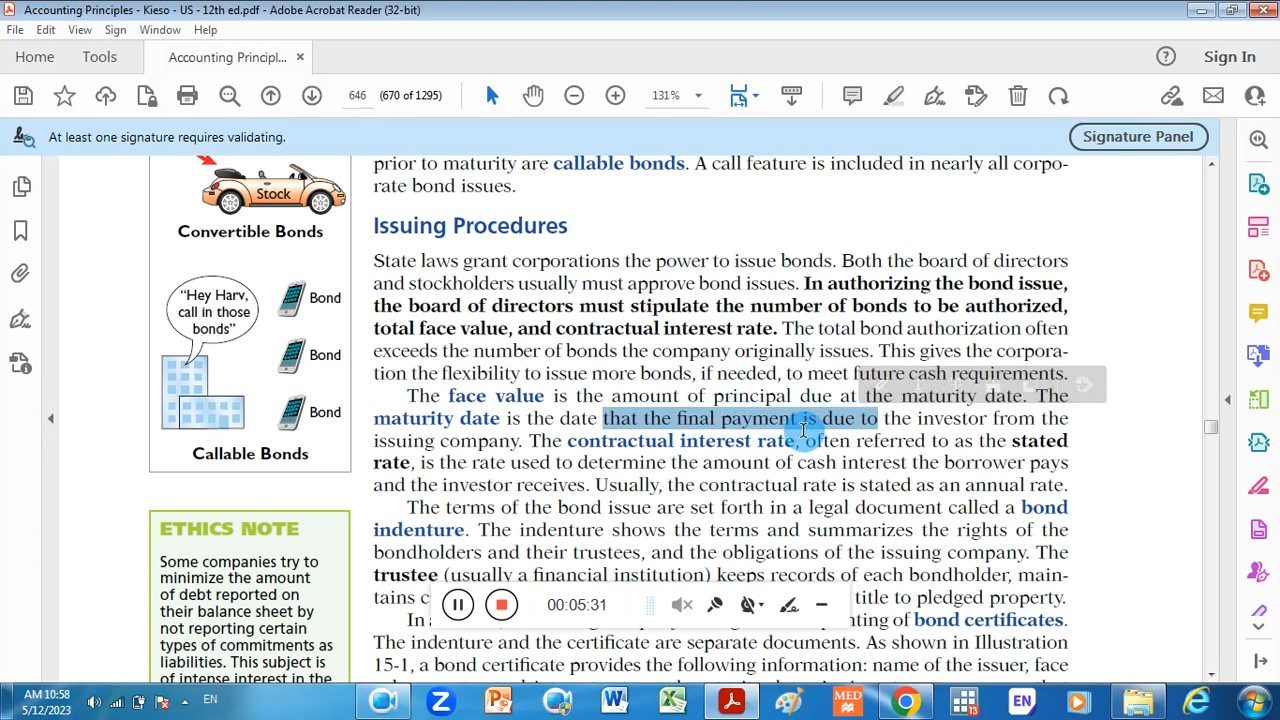 Accounting Principles - Kieso - US - 12th ed.pdf - Adobe Acrobat Reader (32-bit)
File Edit View Sign Window Help
Home Tools Accounting Principl... × Sign In
646 (670 of 1295) 131%
At least one signature requires validating. Signature Panel
Stock
Convertible Bonds
"Hey Harv,
call in those
bonds"
Bond
Bond
Bond
Callable Bonds
ETHICS NOTE
Some companies try to
minimize the amount
of debt reported on
their balance sheet by
not reporting certain
types of commitments as
liabilities. This subject is
of intense interest in the
prior to maturity are callable bonds. A call feature is included in nearly all corpo-
rate bond issues.
Issuing Procedures
State laws grant corporations the power to issue bonds. Both the board of directors
and stockholders usually must approve bond issues. In authorizing the bond issue,
the board of directors must stipulate the number of bonds to be authorized,
total face value, and contractual interest rate. The total bond authorization often
exceeds the number of bonds the company originally issues. This gives the corpora-
tion the flexibility to issue more bonds, if needed, to meet future cash requirements.
The face value is the amount of principal due at the maturity date. The
maturity date is the date that the final payment is due to the investor from the
issuing company. The contractual interest rate, often referred to as the stated
rate, is the rate used to determine the amount of cash interest the borrower pays
and the investor receives. Usually, the contractual rate is stated as an annual rate.
The terms of the bond issue are set forth in a legal document called a bond
indenture. The indenture shows the terms and summarizes the rights of the
bondholders and their trustees, and the obligations of the issuing company. The
trustee (usually a financial institution) keeps records of each bondholder, main-
tains title to pledged property.
In printing of bond certificates.
The indenture and the certificate are separate documents. As shown in Illustration
15-1, a bond certificate provides the following information: name of the issuer, face
00:05:31
AM 10:58
5/12/2023
EN
MED
13
EN